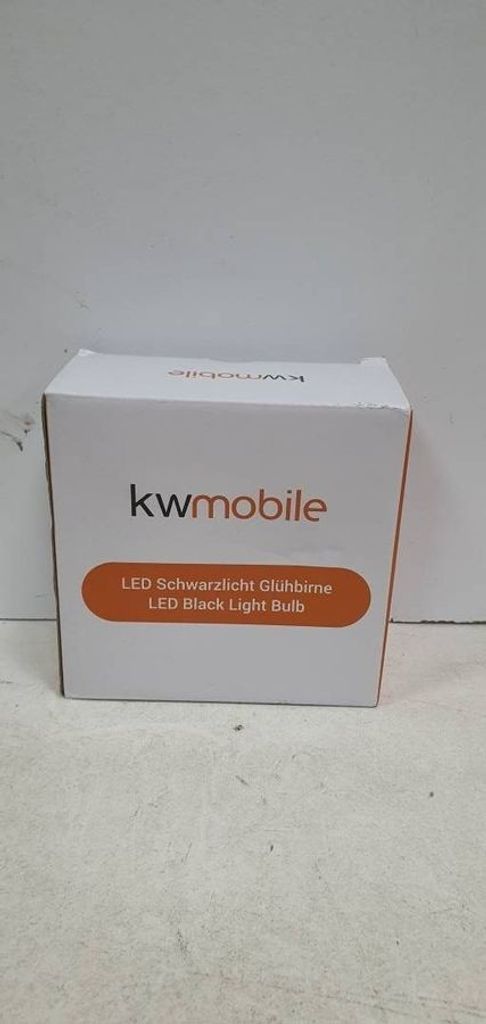 kwmobile
kwmobile
LED Schwarzlicht Glühbirne
LED Black Light Bulb